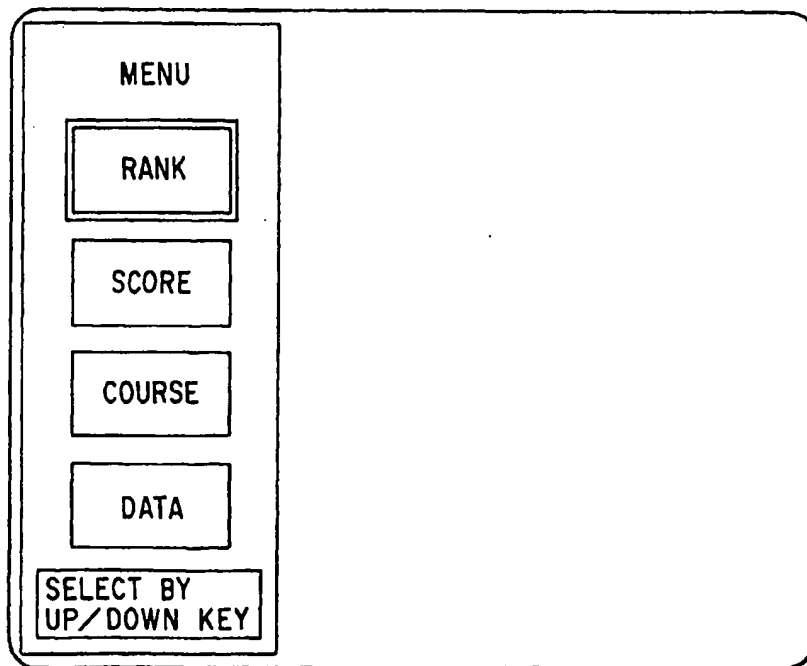 MENU
RANK
SCORE
COURSE
DATA
SELECT BY
UP/DOWN KEY